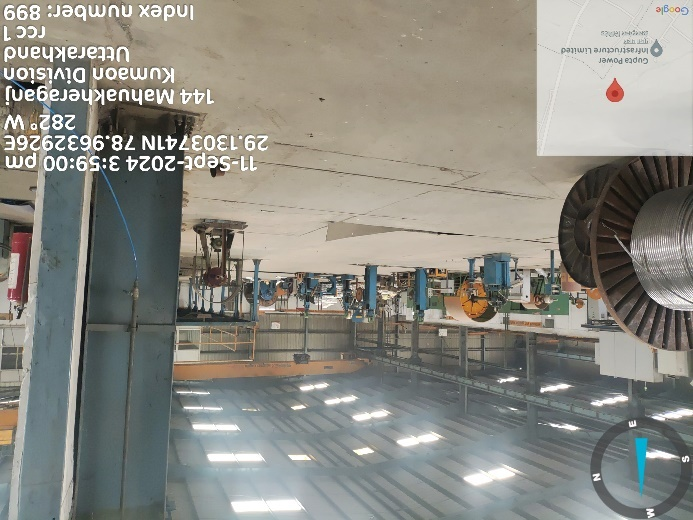 11-Sept-2024 3:59:00 pm
29.1303741N 78.96329926E
282° W
144 Mahuakheraganj
Kumaon Division
Uttarakhand
rcc 1
Index number: 899
Gupta Power
Infrastructure Limited
Google
N
E
S
W